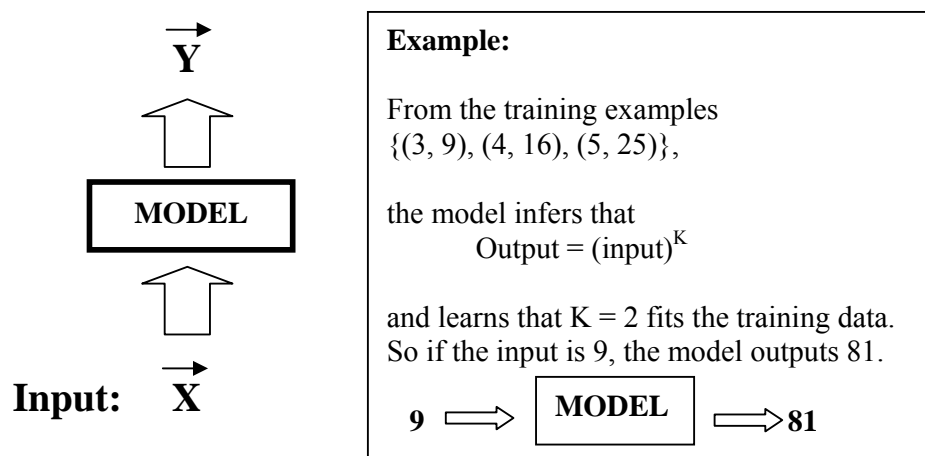 Y
MODEL
Input: X
Example:
From the training examples
{(3, 9), (4, 16), (5, 25)},
the model infers that
Output = (input)^K
and learns that K = 2 fits the training data.
So if the input is 9, the model outputs 81.
9 MODEL 81